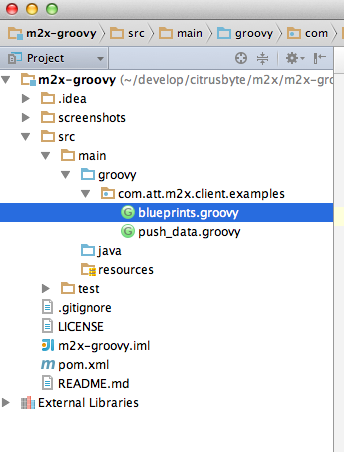 m2x-groovy src main groovy com
Project
m2x-groovy (~/develop/citrusbyte/m2x/m2x-gro
.idea
screenshots
src
main
groovy
com.att.m2x.client.examples
blueprints.groovy
push_data.groovy
java
resources
test
.gitignore
LICENSE
m2x-groovy.iml
pom.xml
README.md
External Libraries